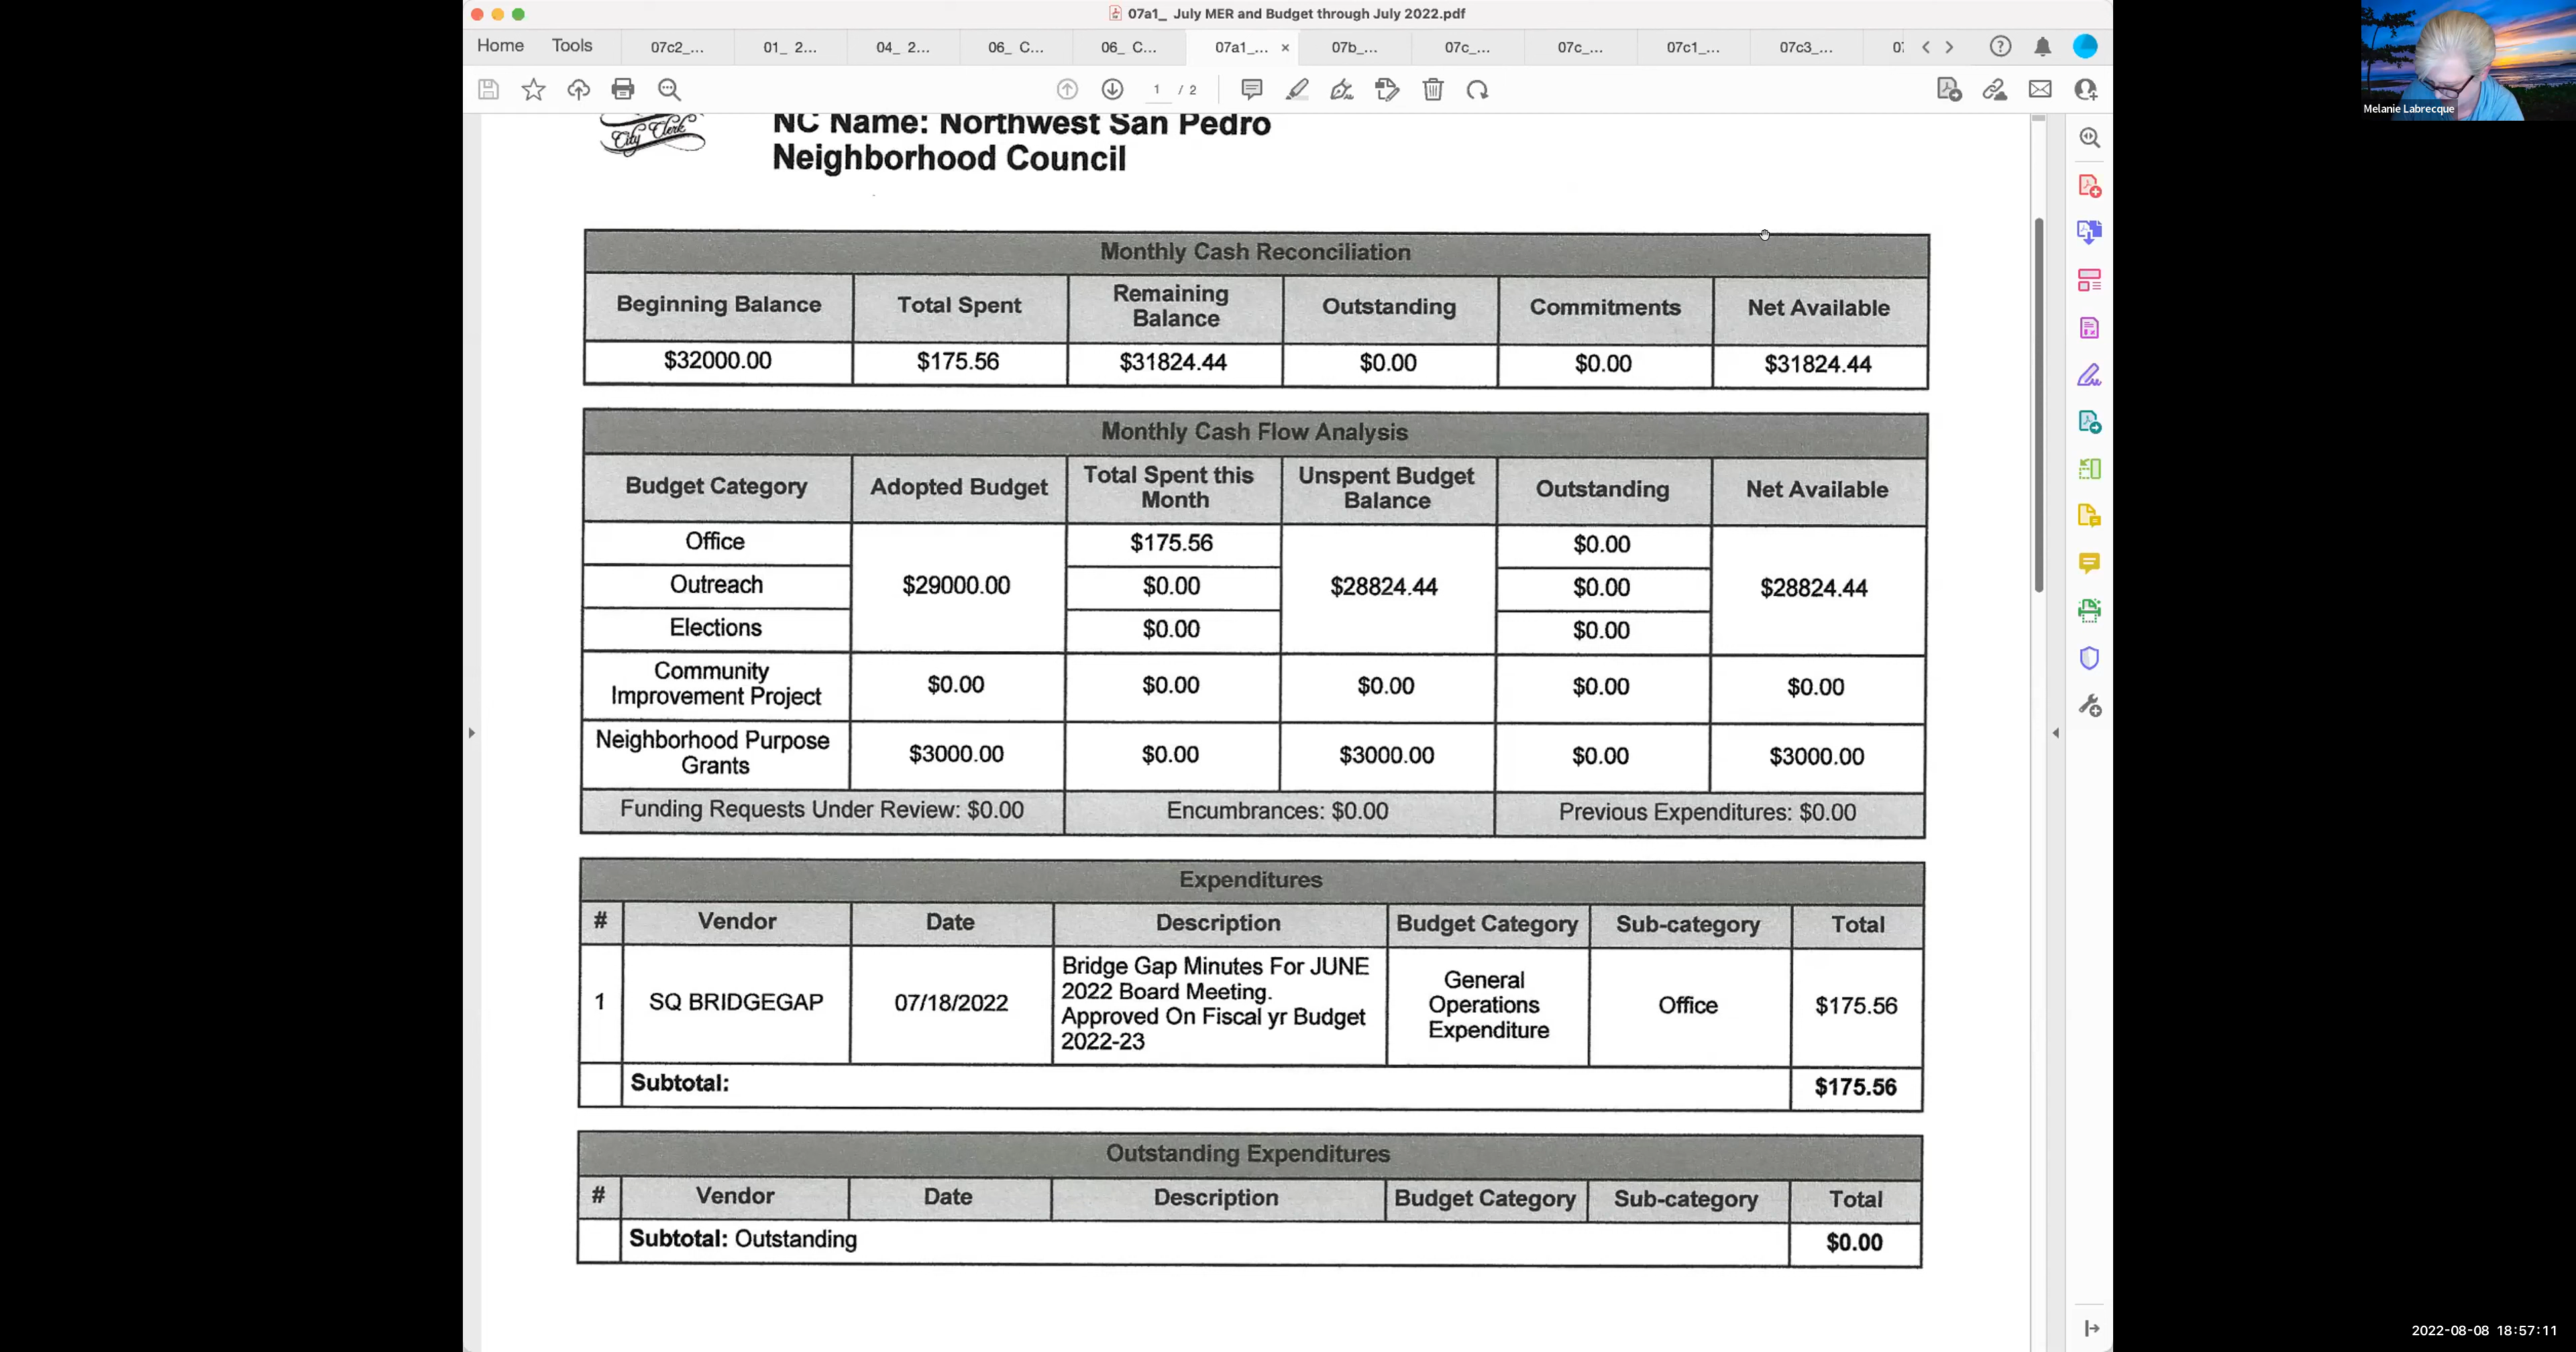 07a1_ July MER and Budget through July 2022.pdf
Home Tools 07c2_... 01_ 2... 04_ 2... 06_ C... 06_ C... 07a1_... × 07b_... 07c_... 07c_... 07c1_... 07c3_...
1 / 2
Melanie Labrecque
City Clerk
NC Name: Northwest San Pedro
Neighborhood Council
Monthly Cash Reconciliation
Beginning Balance Total Spent Remaining Balance Outstanding Commitments Net Available
$32000.00 $175.56 $31824.44 $0.00 $0.00 $31824.44
Monthly Cash Flow Analysis
Budget Category Adopted Budget Total Spent this Month Unspent Budget Balance Outstanding Net Available
Office $175.56 $0.00
Outreach $29000.00 $0.00 $28824.44 $0.00 $28824.44
Elections $0.00 $0.00
Community Improvement Project $0.00 $0.00 $0.00 $0.00 $0.00
Neighborhood Purpose Grants $3000.00 $0.00 $3000.00 $0.00 $3000.00
Funding Requests Under Review: $0.00 Encumbrances: $0.00 Previous Expenditures: $0.00
Expenditures
# Vendor Date Description Budget Category Sub-category Total
1 SQ BRIDGEGAP 07/18/2022 Bridge Gap Minutes For JUNE 2022 Board Meeting. Approved On Fiscal yr Budget 2022-23 General Operations Expenditure Office $175.56
Subtotal: $175.56
Outstanding Expenditures
# Vendor Date Description Budget Category Sub-category Total
Subtotal: Outstanding $0.00
2022-08-08 18:57:11